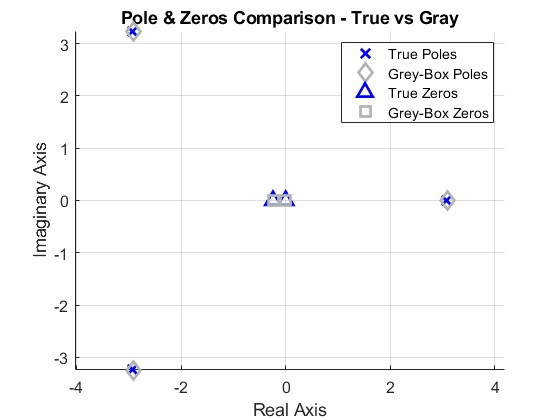 Pole & Zeros Comparison - True vs Gray
True Poles
Grey-Box Poles
True Zeros
Grey-Box Zeros
Imaginary Axis
3
2
1
0
-1
-2
-3
-4
-2
0
2
4
Real Axis